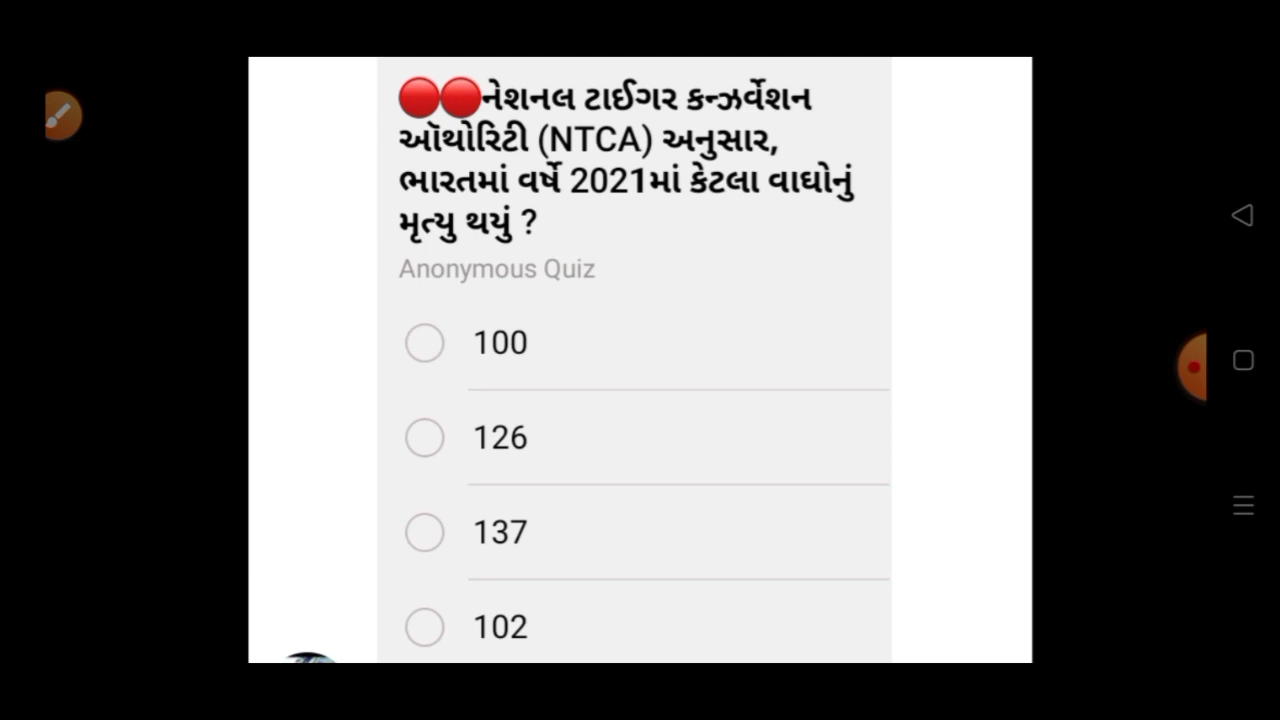 🔴🔴નેશનલ ટાઈગર કન્ઝર્વેશન
ઑથોરિટી (NTCA) અનુસાર,
ભારતમાં વર્ષે 2021માં કેટલા વાઘોનું
મૃત્યુ થયું ?
Anonymous Quiz
100
126
137
102